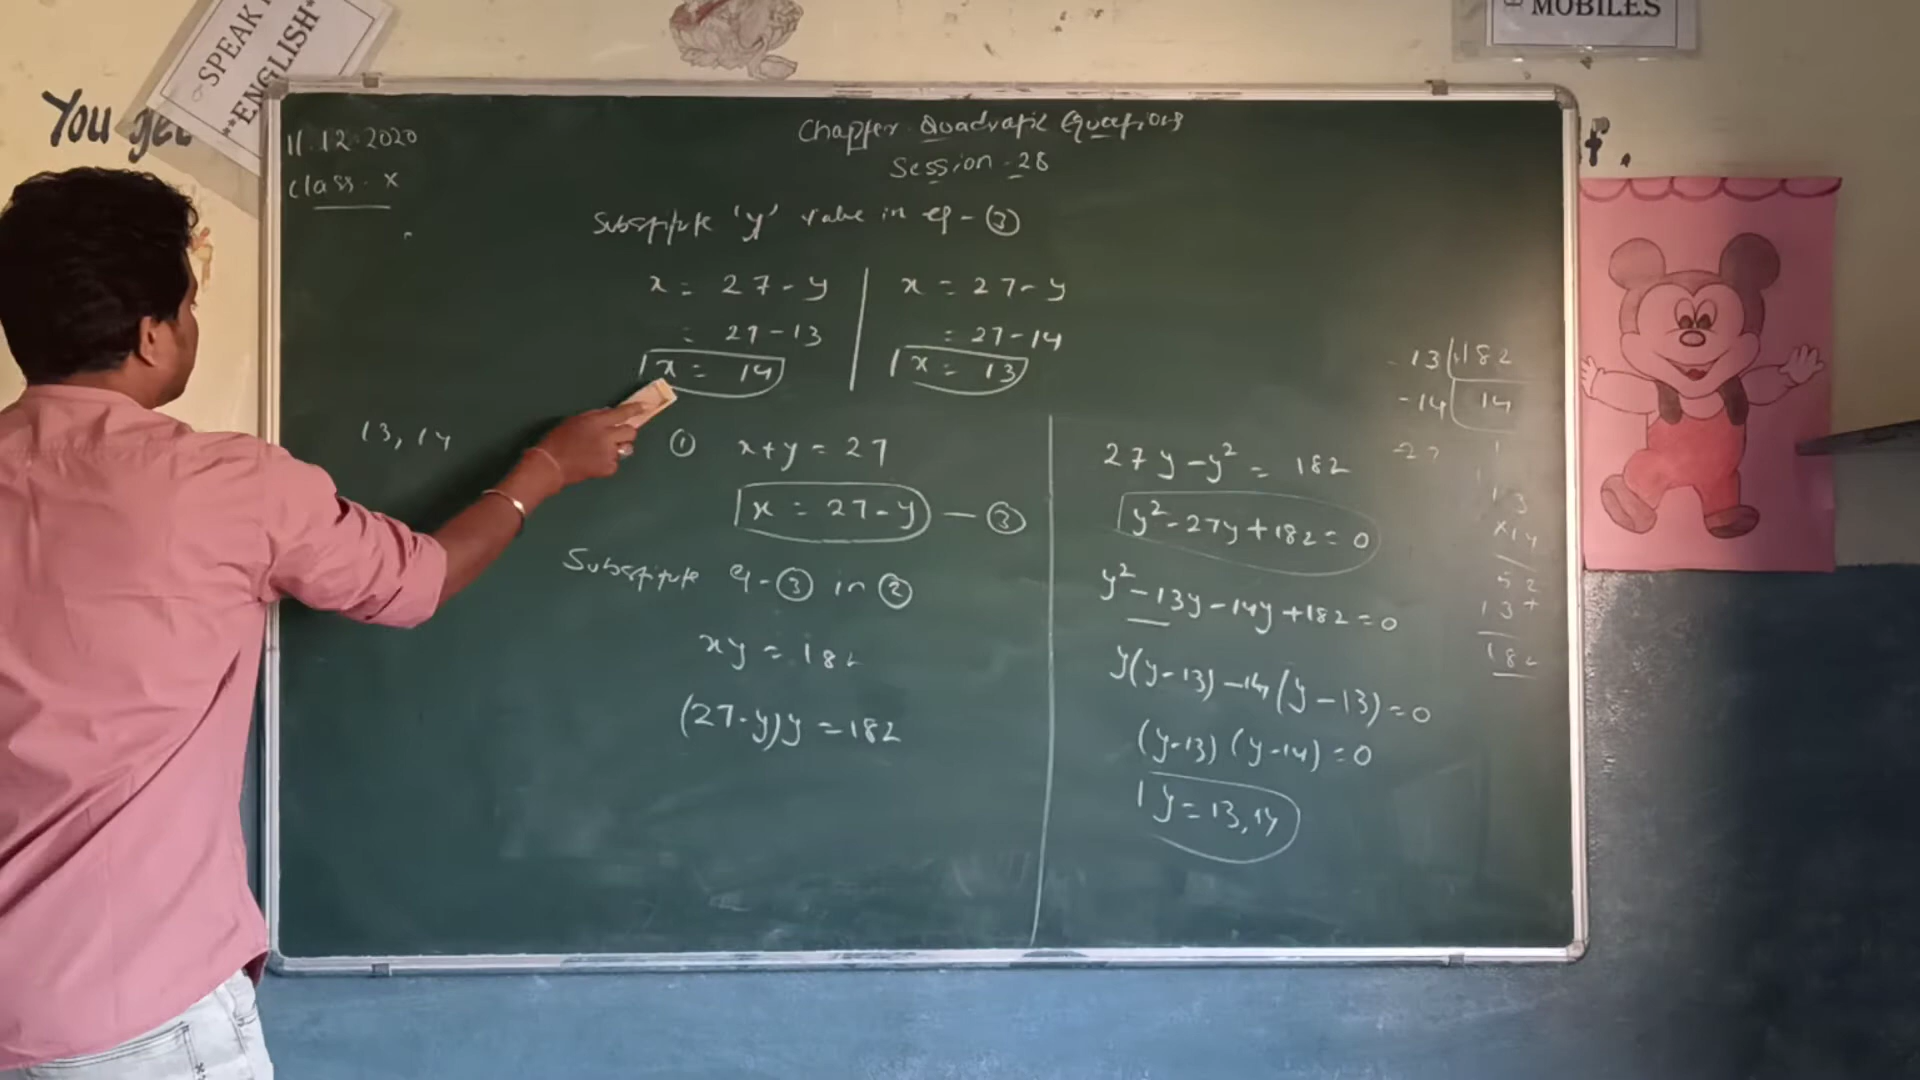 SPEAK
**ENGLISH*
MOBILES
You get
f.
11.12.2020
Class. X
Chapter Quadratic Equations
Session - 28
Substitute 'y' value in eq - ③
x = 27 - y
= 27 - 13
x = 14
x = 27 - y
= 27 - 14
x = 13
13, 14
① x + y = 27
x = 27 - y — ③
Substitute eq - ③ in ②
xy = 182
(27 - y)y = 182
27y - y² = 182
y² - 27y + 182 = 0
y² - 13y - 14y + 182 = 0
y(y - 13) - 14(y - 13) = 0
(y - 13) (y - 14) = 0
y = 13, 14
- 13 | 182
- 14 | 14
- 27 1
13
x14
52
13+
182